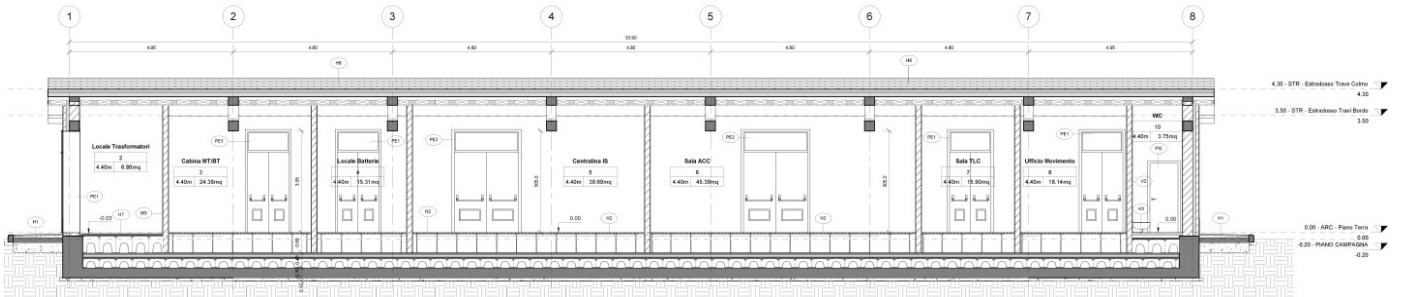 1 2 3 4 5 6 7 8
33.90
4.95 4.80 4.80 4.80 4.80 4.80 4.95
H6 H6
4.30 - STR - Estradosso Trave Colmo
4.30
3.50 - STR - Estradosso Travi Bordo
3.50
Locale Trasformatori
2
4.40m 6.86mq
Cabina MT/BT
3
4.40m 24.38mq
PE1
3.05
Locale Batterie
4
4.40m 15.31mq
PE1
PE2
305.0
Centralina IS
5
4.40m 39.69mq
Sala ACC
6
4.40m 45.39mq
PE2
305.0
Sala TLC
7
4.40m 15.90mq
PE1
Ufficio Movimento
8
4.40m 18.14mq
PE1
WC
10
4.40m 3.75mq
PI2
V2
H3
PE1
H7
M5
-0.03
H2
0.00
H2
H2
0.00
H1
H1
0.00 - ARC - Piano Terra
0.00
-0.20 - PIANO CAMPAGNA
-0.20